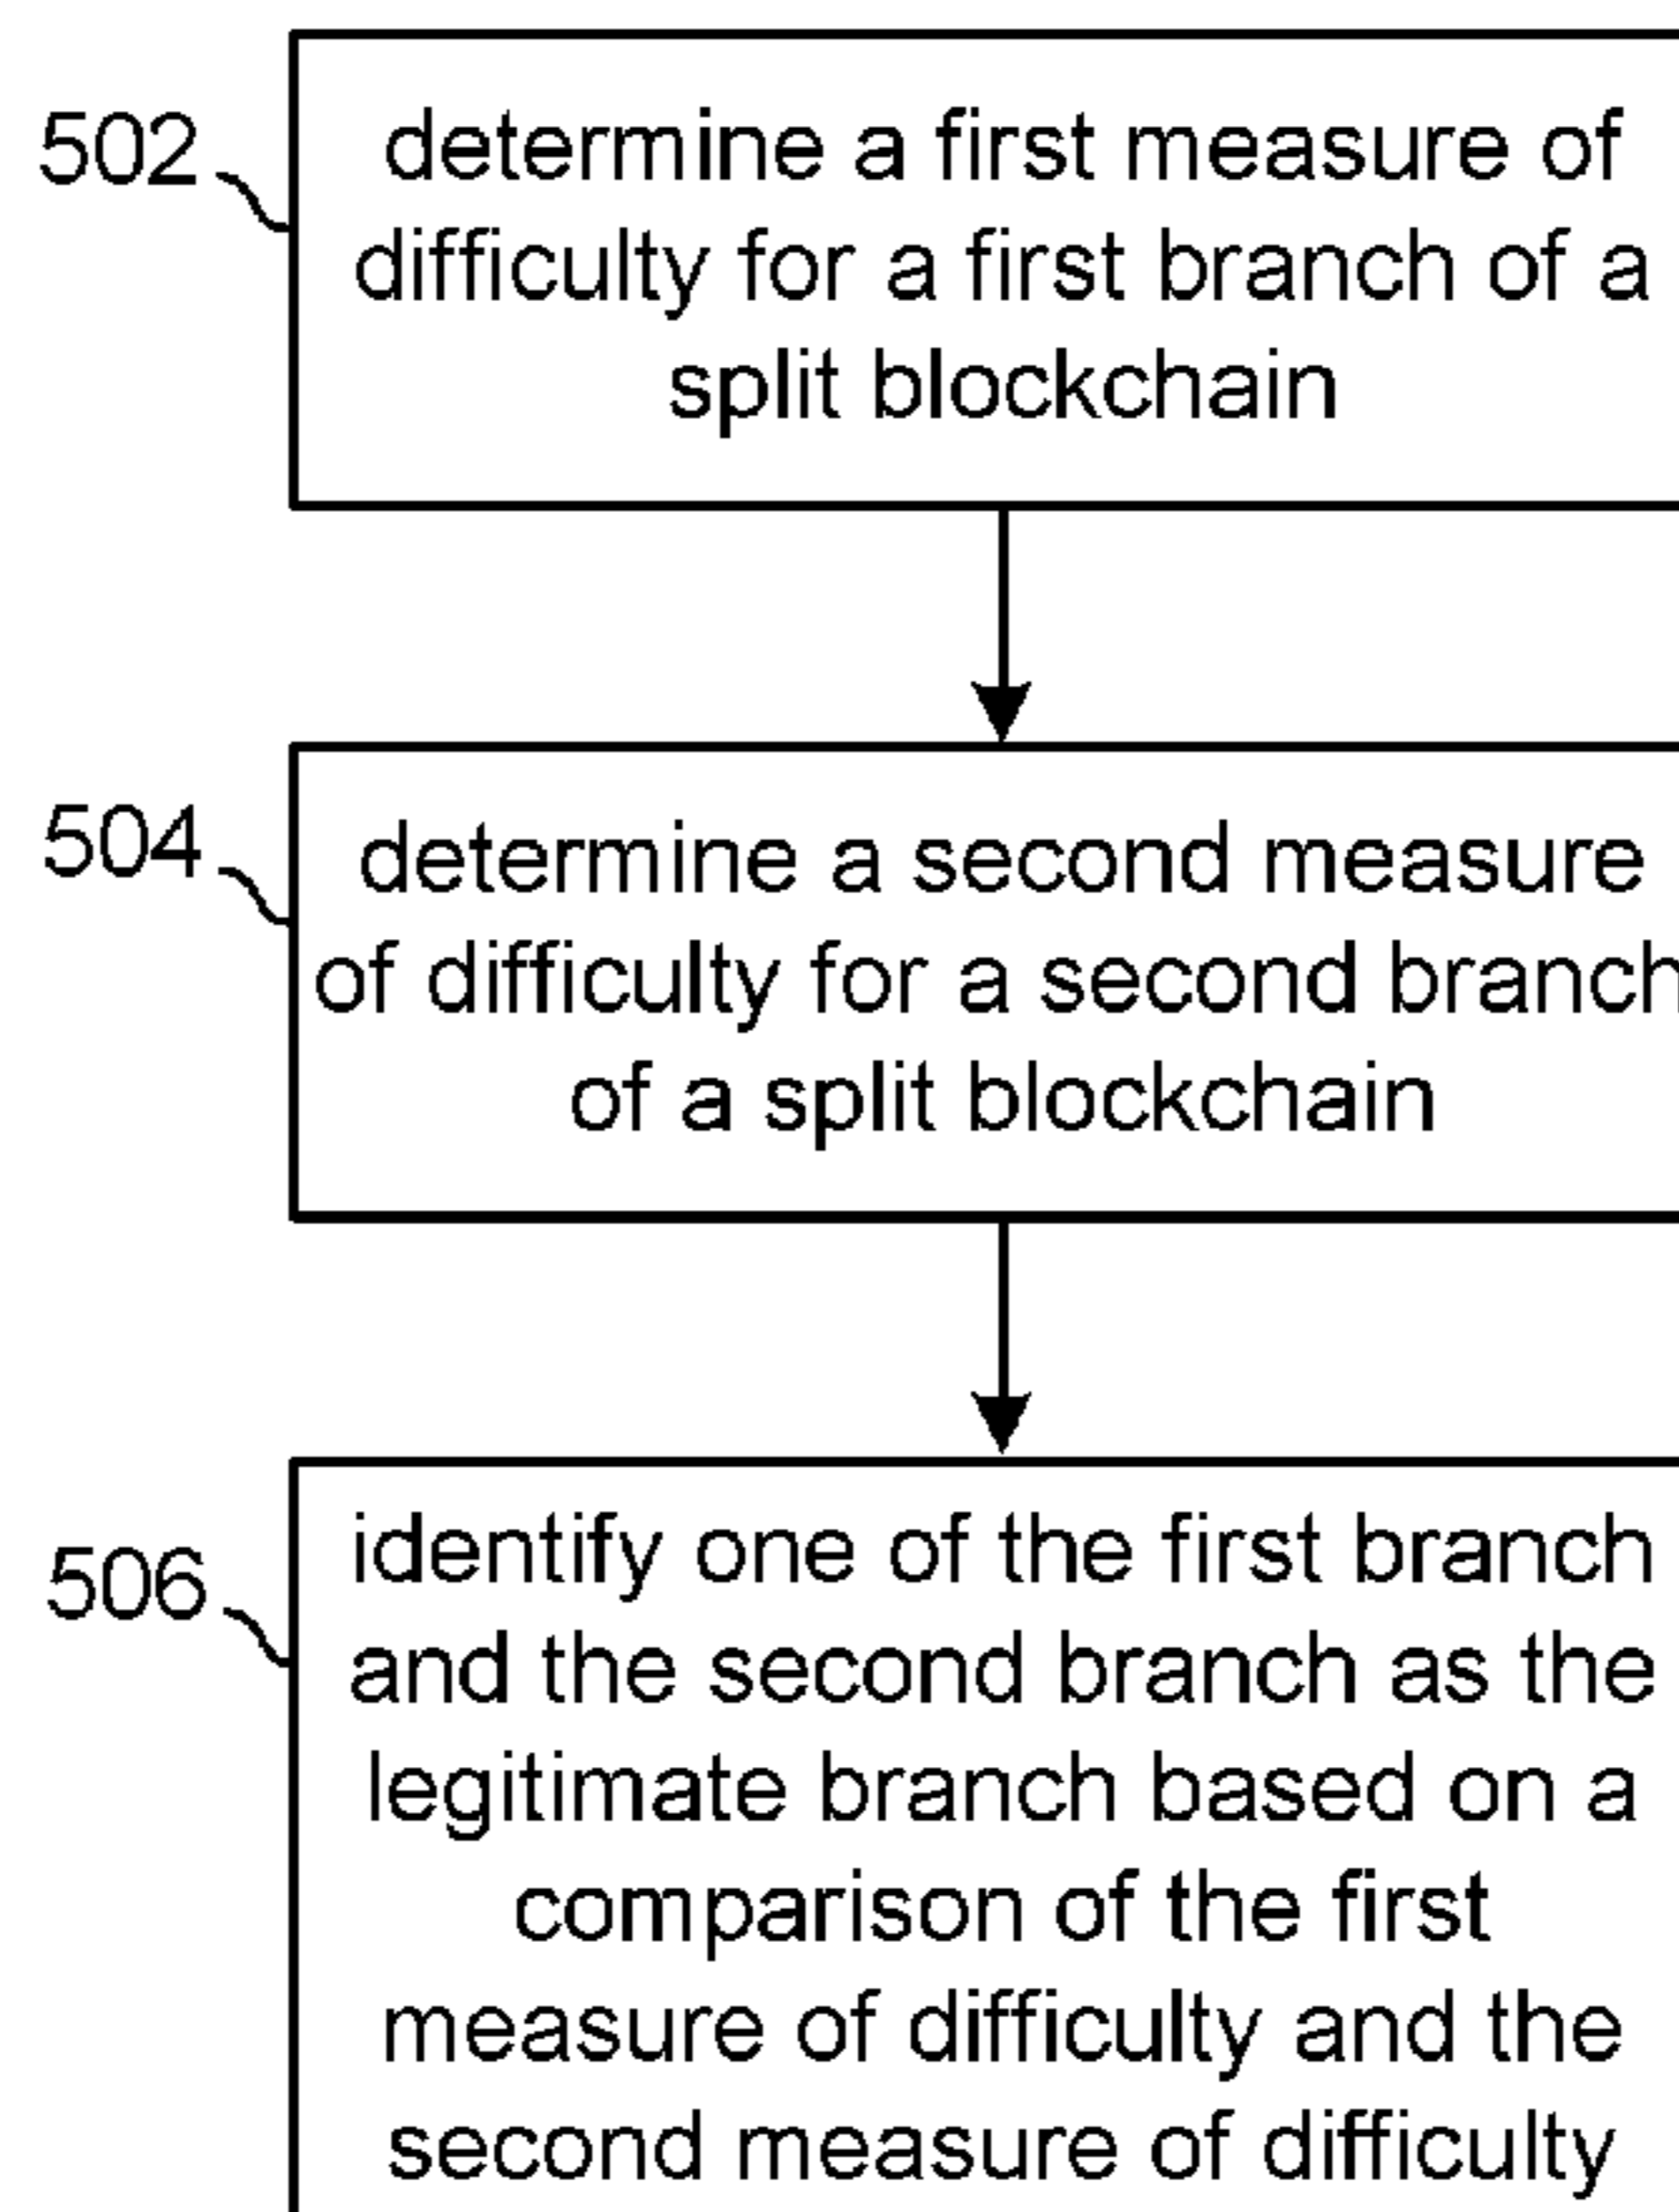 502
determine a first measure of
difficulty for a first branch of a
split blockchain
504
determine a second measure
of difficulty for a second branch
of a split blockchain
506
identify one of the first branch
and the second branch as the
legitimate branch based on a
comparison of the first
measure of difficulty and the
second measure of difficulty